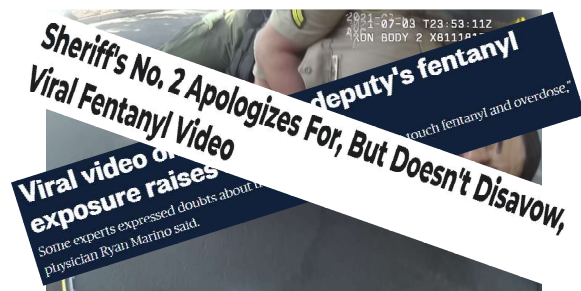 2021-07-03 T23:53:11Z
AXON BODY 2 X811181
Sheriff's No. 2 Apologizes For, But Doesn't Disavow,
Viral Fentanyl Video
Viral video of deputy's fentanyl
exposure raises
Some experts expressed doubts about touch fentanyl and overdose,"
physician Ryan Marino said.